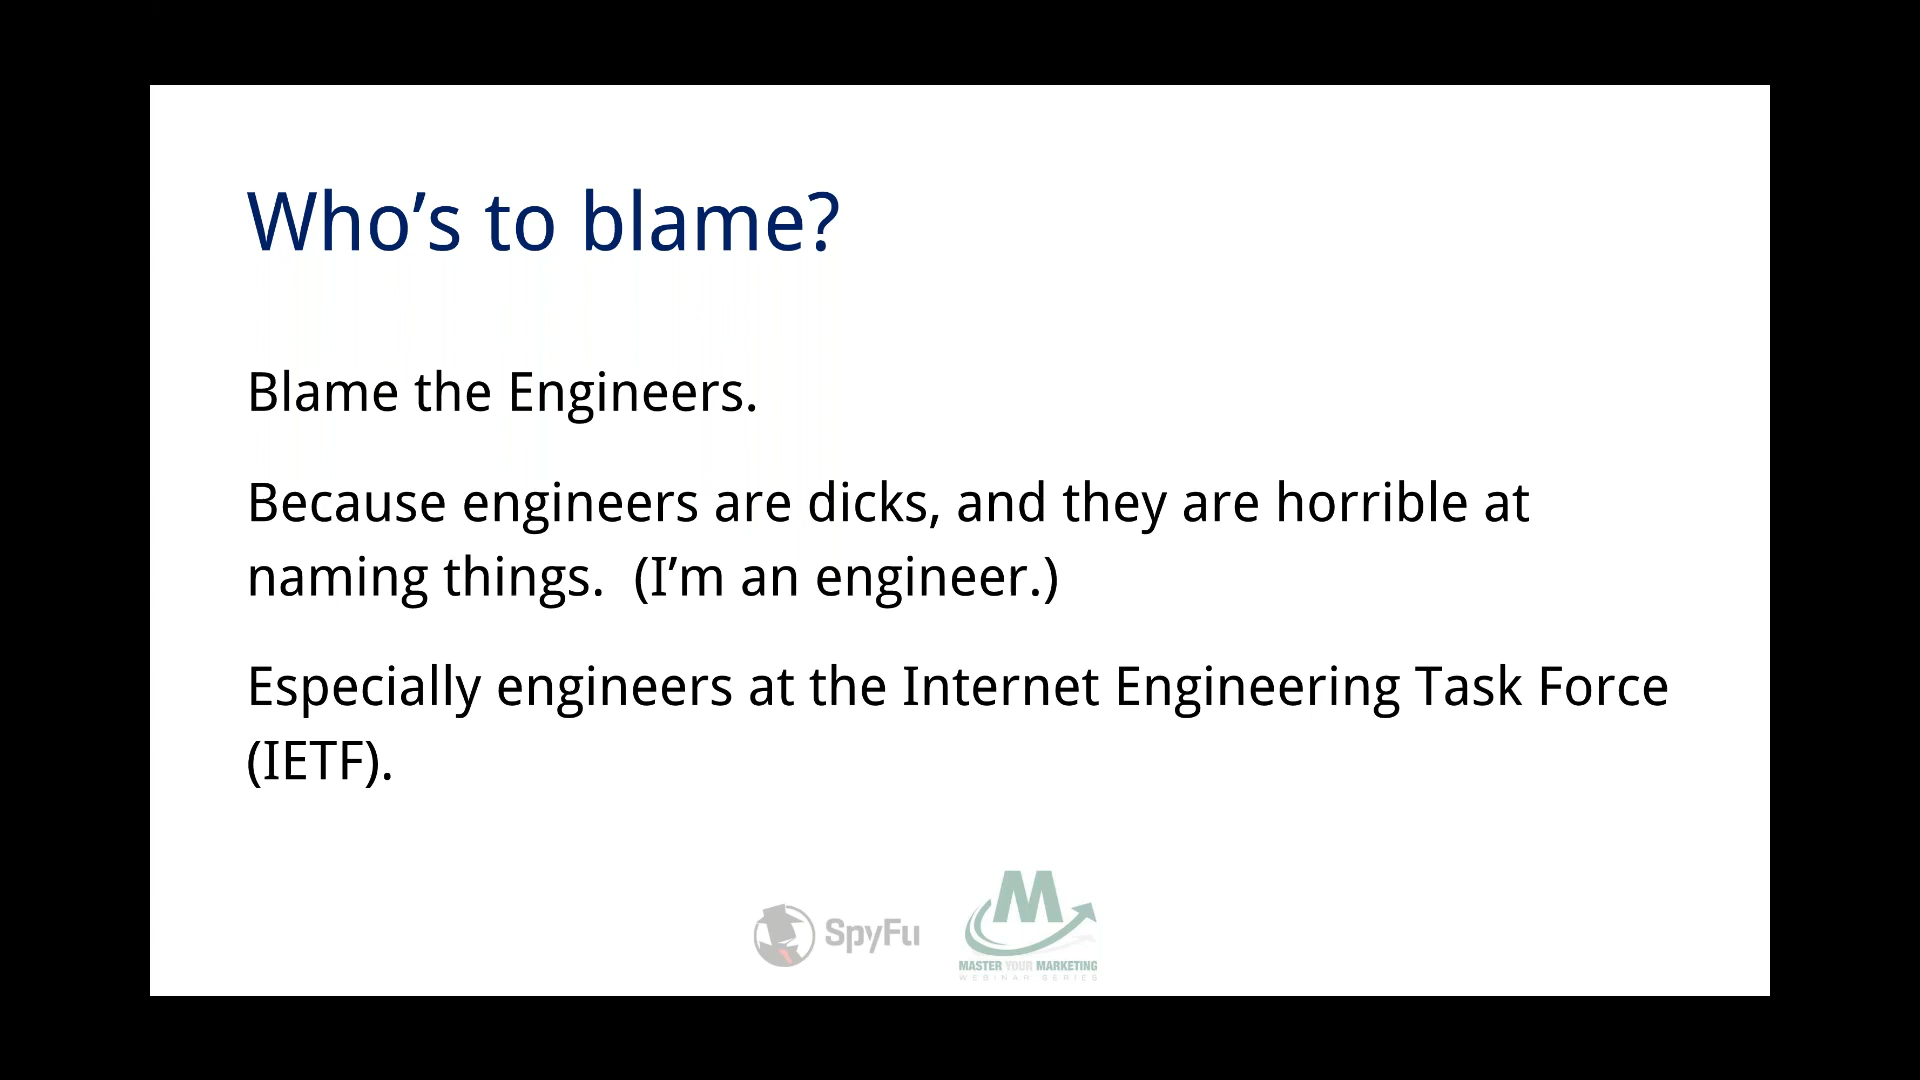 Who’s to blame?
Blame the Engineers.
Because engineers are dicks, and they are horrible at
naming things.  (I’m an engineer.)
Especially engineers at the Internet Engineering Task Force
(IETF).
SpyFu
M
MASTER YOUR MARKETING
WEBINAR SERIES